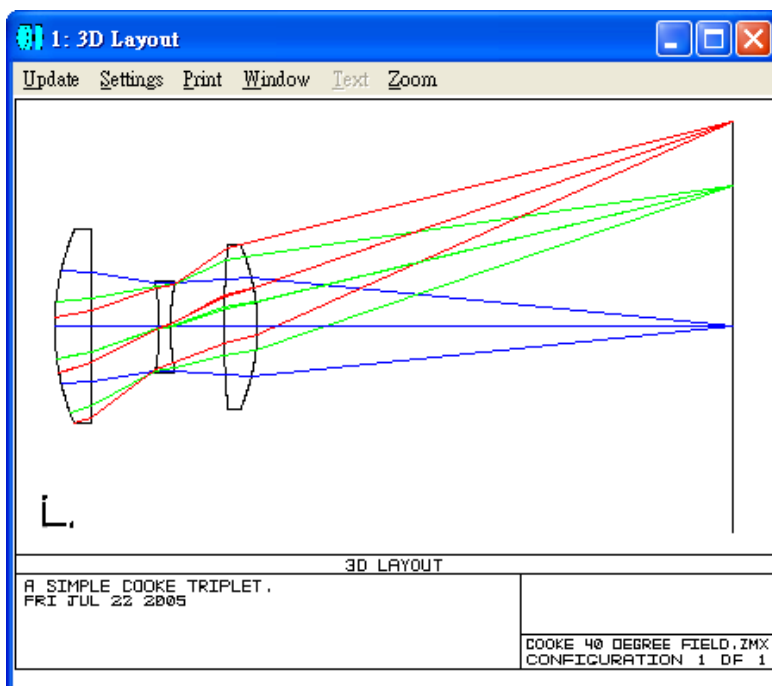 1: 3D Layout
Update Settings Print Window Text Zoom
3D LAYOUT
A SIMPLE COOKE TRIPLET.
FRI JUL 22 2005
COOKE 40 DEGREE FIELD.ZMX
CONFIGURATION 1 OF 1